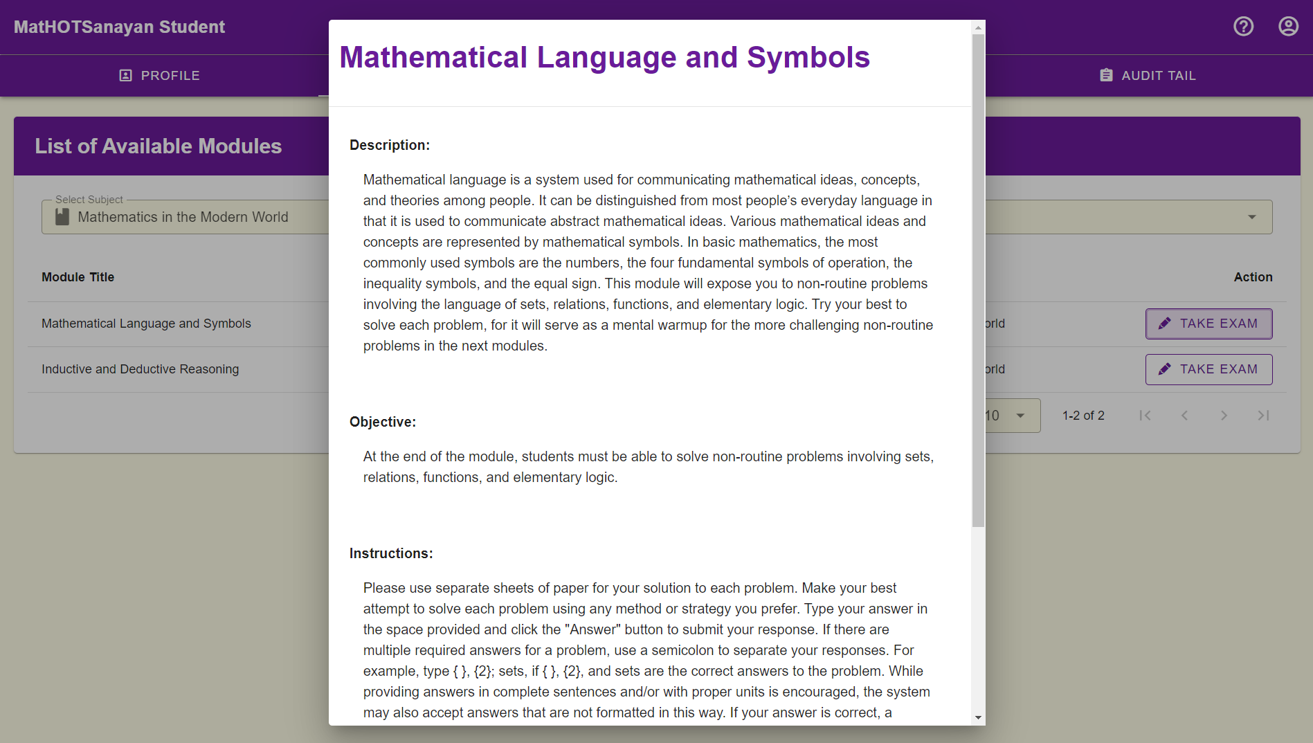 MatHOTSanayan Student
PROFILE
AUDIT TAIL
List of Available Modules
Select Subject
Mathematics in the Modern World
Module Title
Action
Mathematical Language and Symbols
orld
TAKE EXAM
Inductive and Deductive Reasoning
orld
TAKE EXAM
10
1-2 of 2
Mathematical Language and Symbols
Description:
Mathematical language is a system used for communicating mathematical ideas, concepts,
and theories among people. It can be distinguished from most people's everyday language in
that it is used to communicate abstract mathematical ideas. Various mathematical ideas and
concepts are represented by mathematical symbols. In basic mathematics, the most
commonly used symbols are the numbers, the four fundamental symbols of operation, the
inequality symbols, and the equal sign. This module will expose you to non-routine problems
involving the language of sets, relations, functions, and elementary logic. Try your best to
solve each problem, for it will serve as a mental warmup for the more challenging non-routine
problems in the next modules.
Objective:
At the end of the module, students must be able to solve non-routine problems involving sets,
relations, functions, and elementary logic.
Instructions:
Please use separate sheets of paper for your solution to each problem. Make your best
attempt to solve each problem using any method or strategy you prefer. Type your answer in
the space provided and click the "Answer" button to submit your response. If there are
multiple required answers for a problem, use a semicolon to separate your responses. For
example, type { }, {2}; sets, if { }, {2}, and sets are the correct answers to the problem. While
providing answers in complete sentences and/or with proper units is encouraged, the system
may also accept answers that are not formatted in this way. If your answer is correct, a